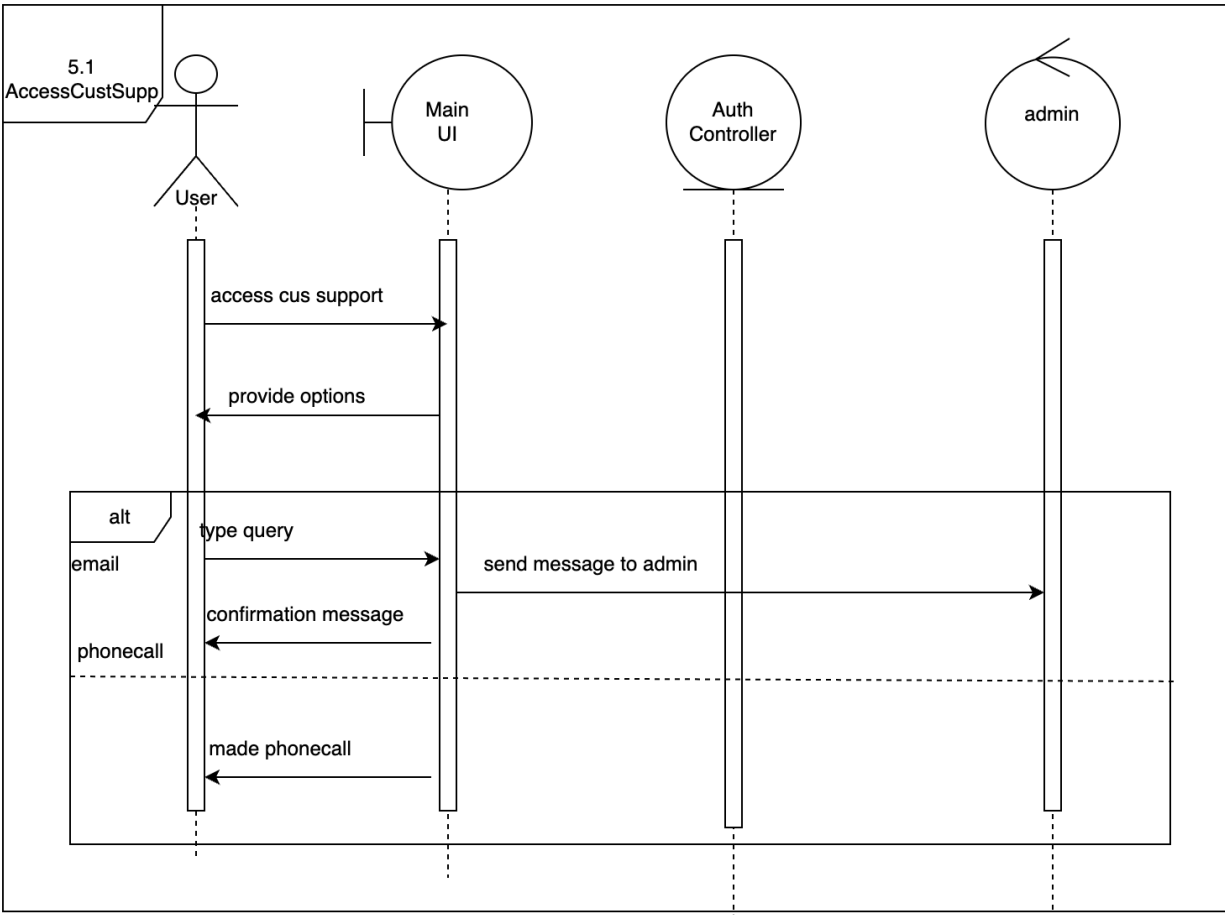 5.1
AccessCustSupp
User
Main
UI
Auth
Controller
admin
access cus support
provide options
alt
type query
email
send message to admin
confirmation message
phonecall
made phonecall